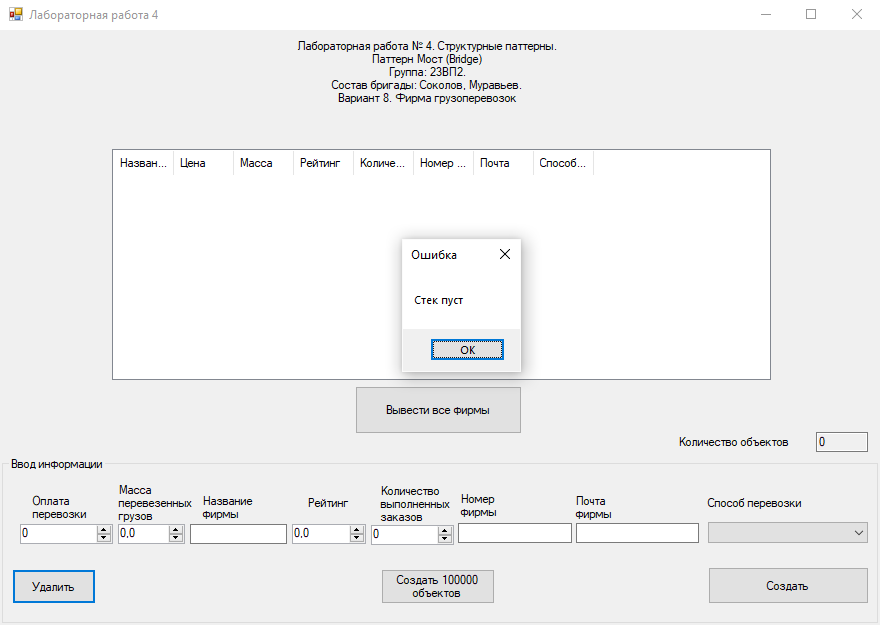 Лабораторная работа 4
Лабораторная работа № 4. Структурные паттерны.
Паттерн Мост (Bridge)
Группа: 23ВП2.
Состав бригады: Соколов, Муравьев.
Вариант 8. Фирма грузоперевозок
Назван... Цена Масса Рейтинг Количе... Номер ... Почта Способ...
Ошибка
Стек пуст
OK
Вывести все фирмы
Количество объектов 0
Ввод информации
Оплата
перевозки
0
Масса
перевезенных
грузов
0,0
Название
фирмы
Рейтинг
0,0
Количество
выполненных
заказов
0
Номер
фирмы
Почта
фирмы
Способ перевозки
Удалить
Создать 100000
объектов
Создать